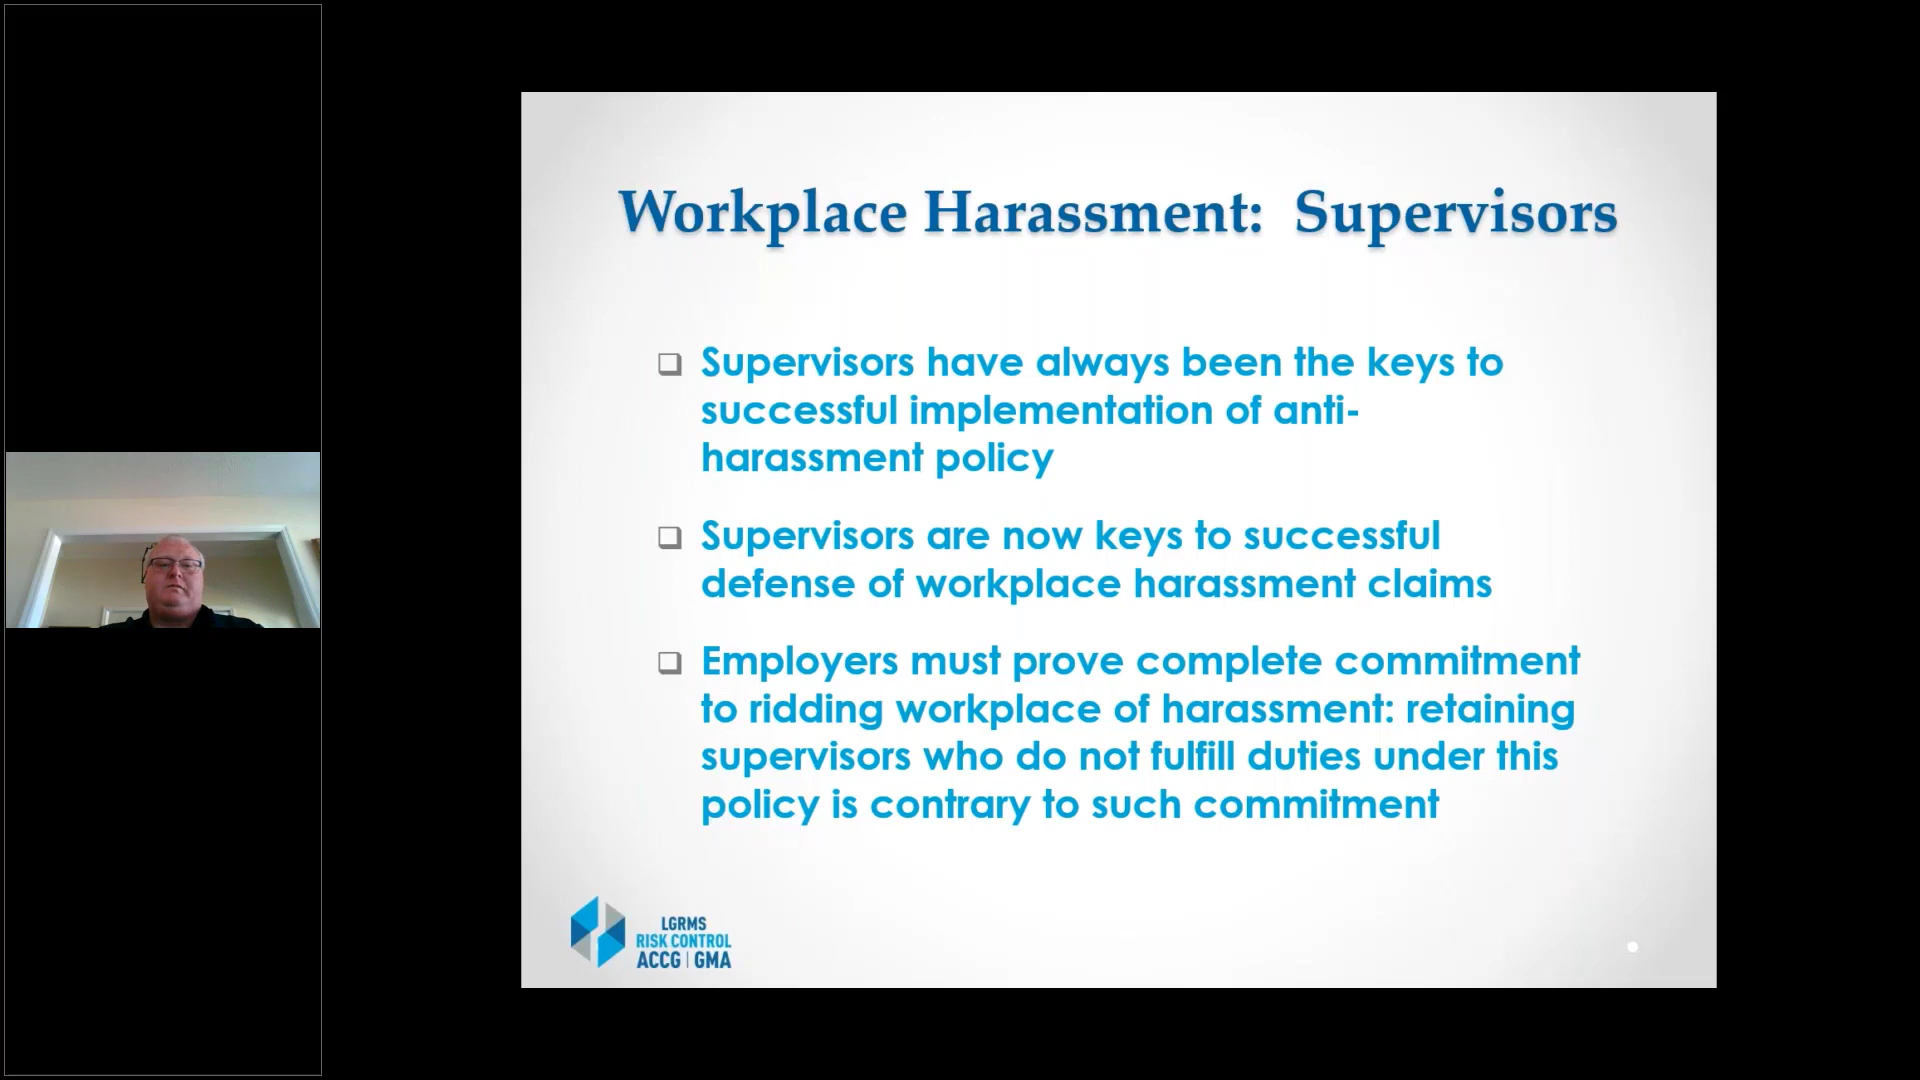 Workplace Harassment: Supervisors
Supervisors have always been the keys to
successful implementation of anti-
harassment policy
Supervisors are now keys to successful
defense of workplace harassment claims
Employers must prove complete commitment
to ridding workplace of harassment: retaining
supervisors who do not fulfill duties under this
policy is contrary to such commitment
LGRMS
RISK CONTROL
ACCG | GMA